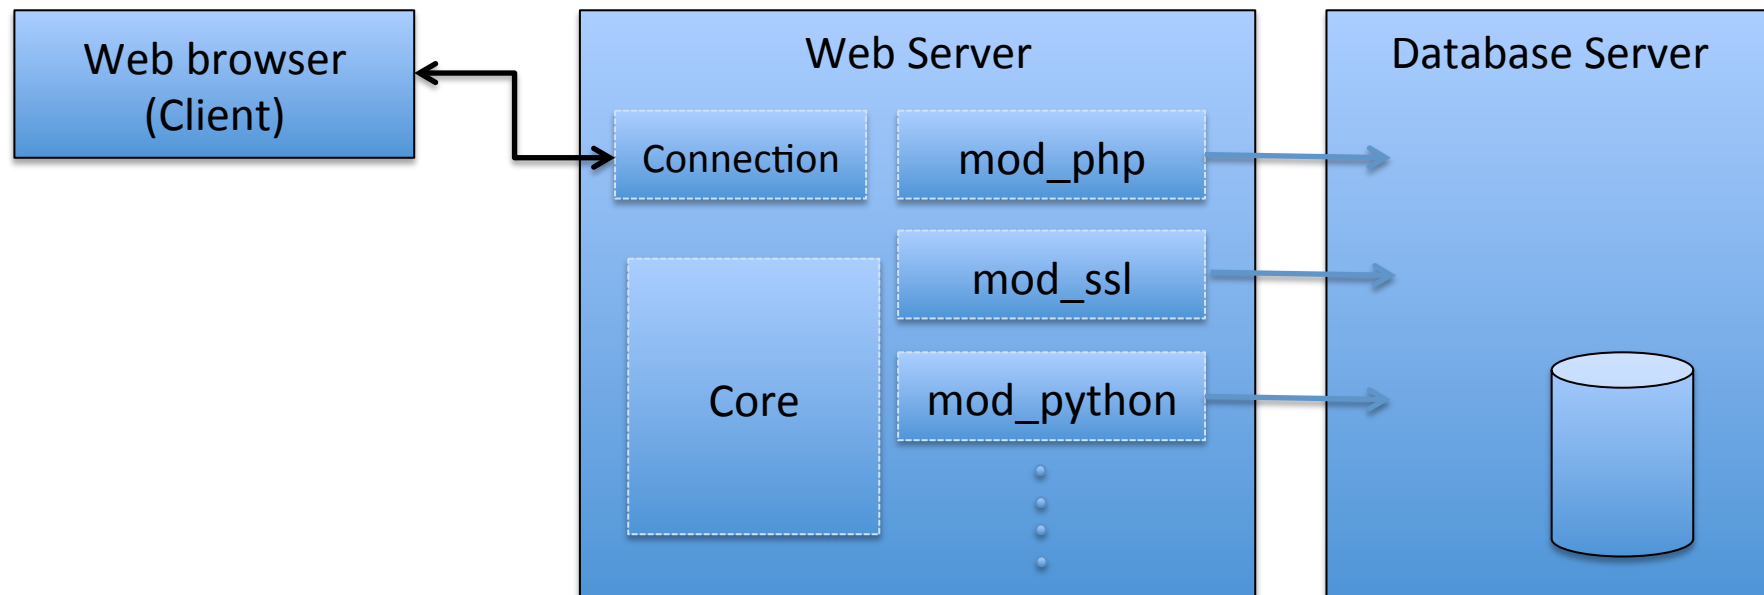 Web browser
(Client)
Web Server
Connection
mod_php
mod_ssl
Core
mod_python
Database Server